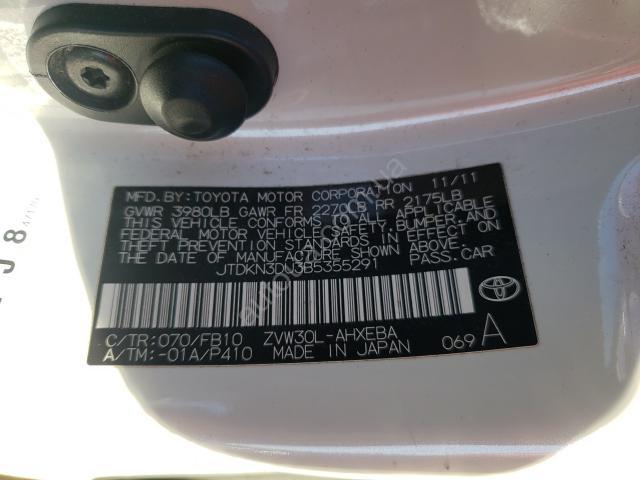 MFD. BY: TOYOTA MOTOR CORPORATION 11/11
GVWR 3980LB GAWR FR 2270LB RR 2175LB
THIS VEHICLE CONFORMS TO ALL APPLICABLE
FEDERAL MOTOR VEHICLE SAFETY, BUMPER, AND
THEFT PREVENTION STANDARDS IN EFFECT ON
THE DATE OF MANUFACTURE SHOWN ABOVE.
JTDKN3DU3B5355291 PASS.CAR
C/TR:070/FB10 ZVW30L-AHXEBA
A/TM:-01A/P410 MADE IN JAPAN 069 A
TOYOTA
J8